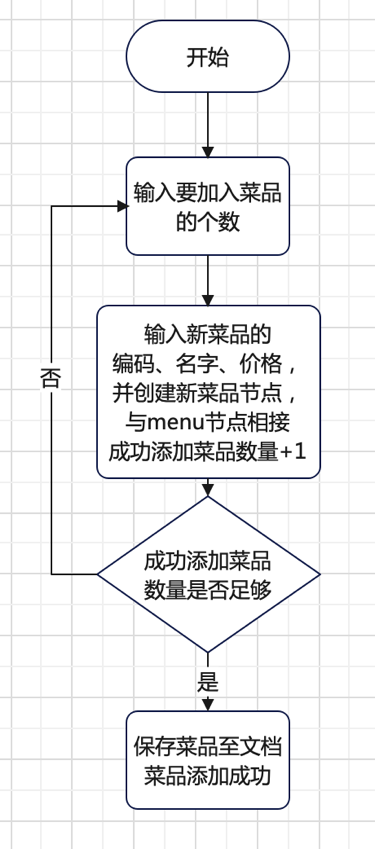 开始
输入要加入菜品
的个数
输入新菜品的
编码、名字、价格，
并创建新菜品节点，
与menu节点相接
成功添加菜品数量+1
否
成功添加菜品
数量是否足够
是
保存菜品至文档
菜品添加成功